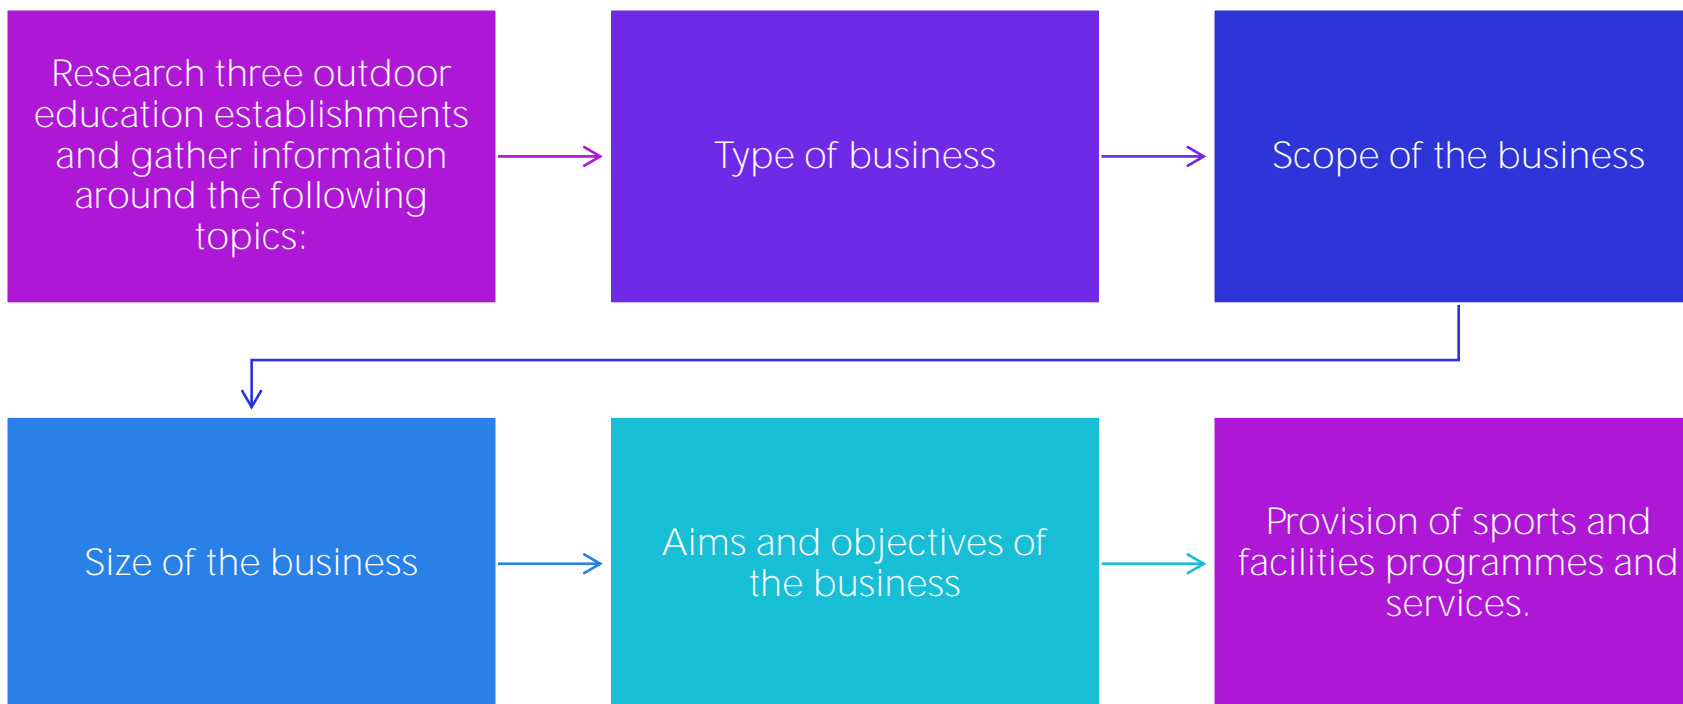 Research three outdoor
education establishments
and gather information
around the following
topics:
Type of business
Scope of the business
Size of the business
Aims and objectives of
the business
Provision of sports and
facilities programmes and
services.